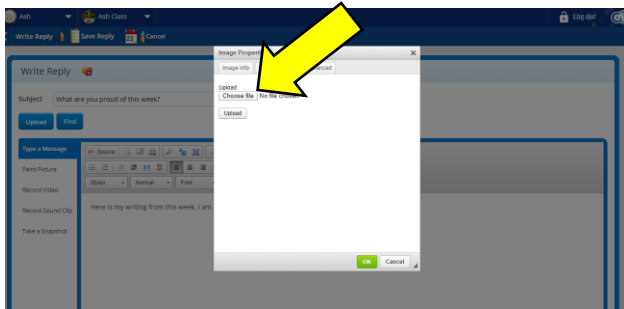 Ash Ash Class Log out
Write Reply Save Reply 23 Cancel
Image Propert
Image Info
Write Reply
Subject What are you proud of this week?
Upload
Choose file No file chosen
Upload
Upload Find
Type a Message
Source
Paint Picture
Record Video
Styles Normal Font
Record Sound Clip
Here is my writing from this week. I am
Take a Snapshot
OK Cancel